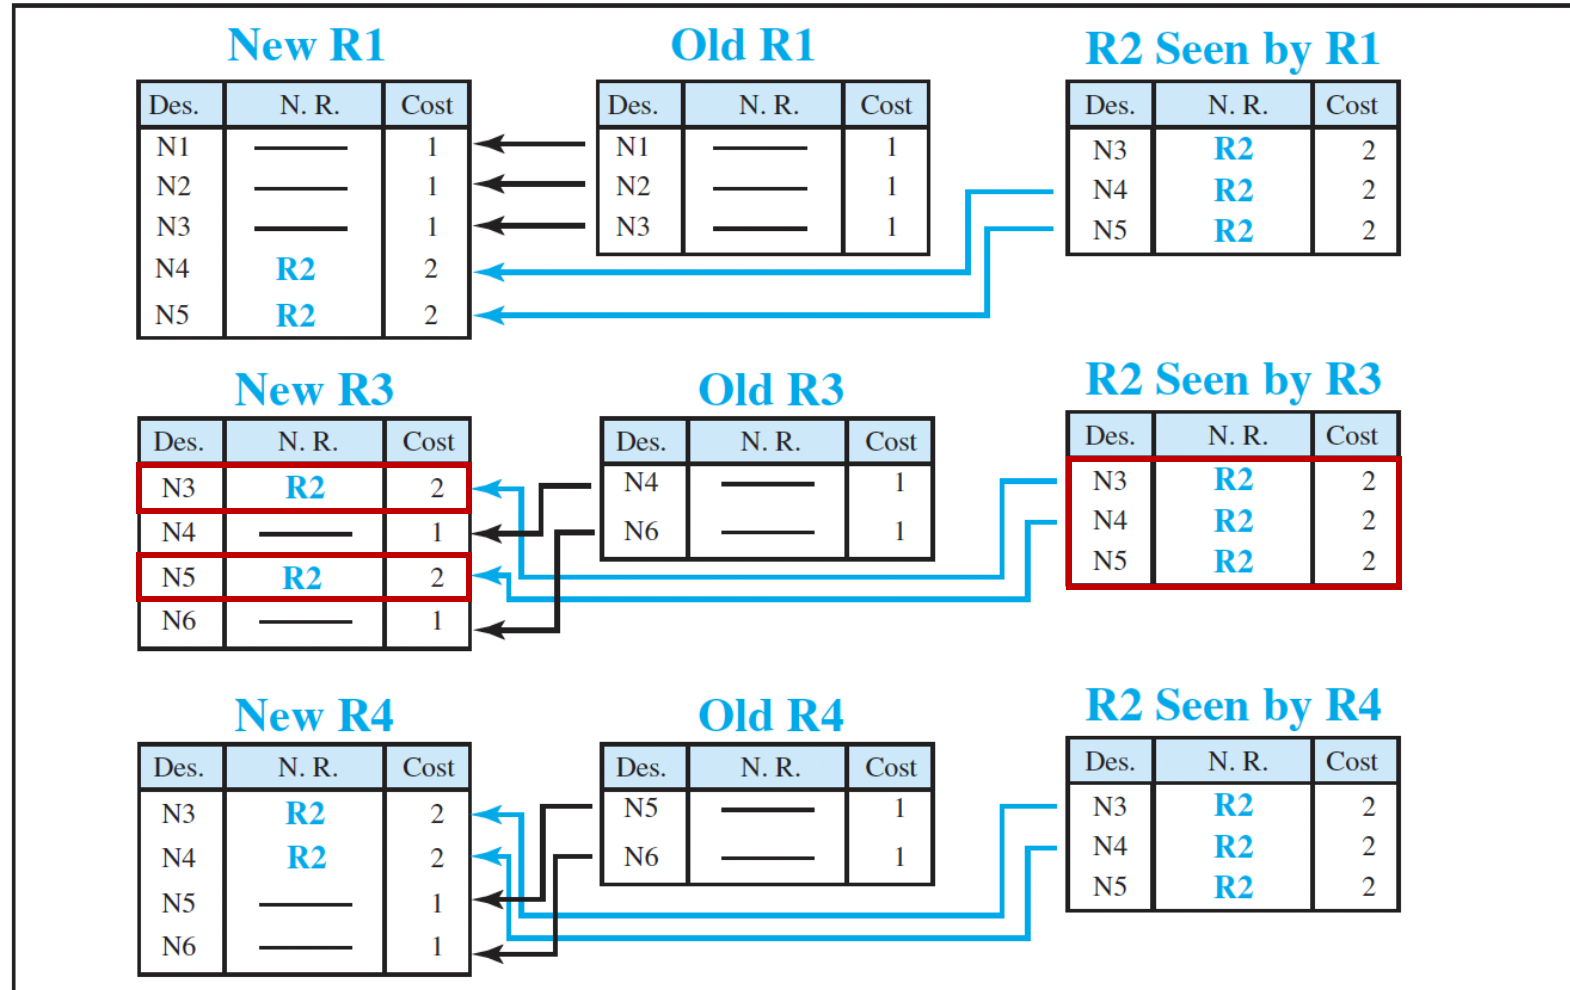 New R1
Des. N. R. Cost
N1 1
N2 1
N3 1
N4 R2 2
N5 R2 2
Old R1
Des. N. R. Cost
N1 1
N2 1
N3 1
R2 Seen by R1
Des. N. R. Cost
N3 R2 2
N4 R2 2
N5 R2 2
New R3
Des. N. R. Cost
N3 R2 2
N4 1
N5 R2 2
N6 1
Old R3
Des. N. R. Cost
N4 1
N6 1
R2 Seen by R3
Des. N. R. Cost
N3 R2 2
N4 R2 2
N5 R2 2
New R4
Des. N. R. Cost
N3 R2 2
N4 R2 2
N5 1
N6 1
Old R4
Des. N. R. Cost
N5 1
N6 1
R2 Seen by R4
Des. N. R. Cost
N3 R2 2
N4 R2 2
N5 R2 2